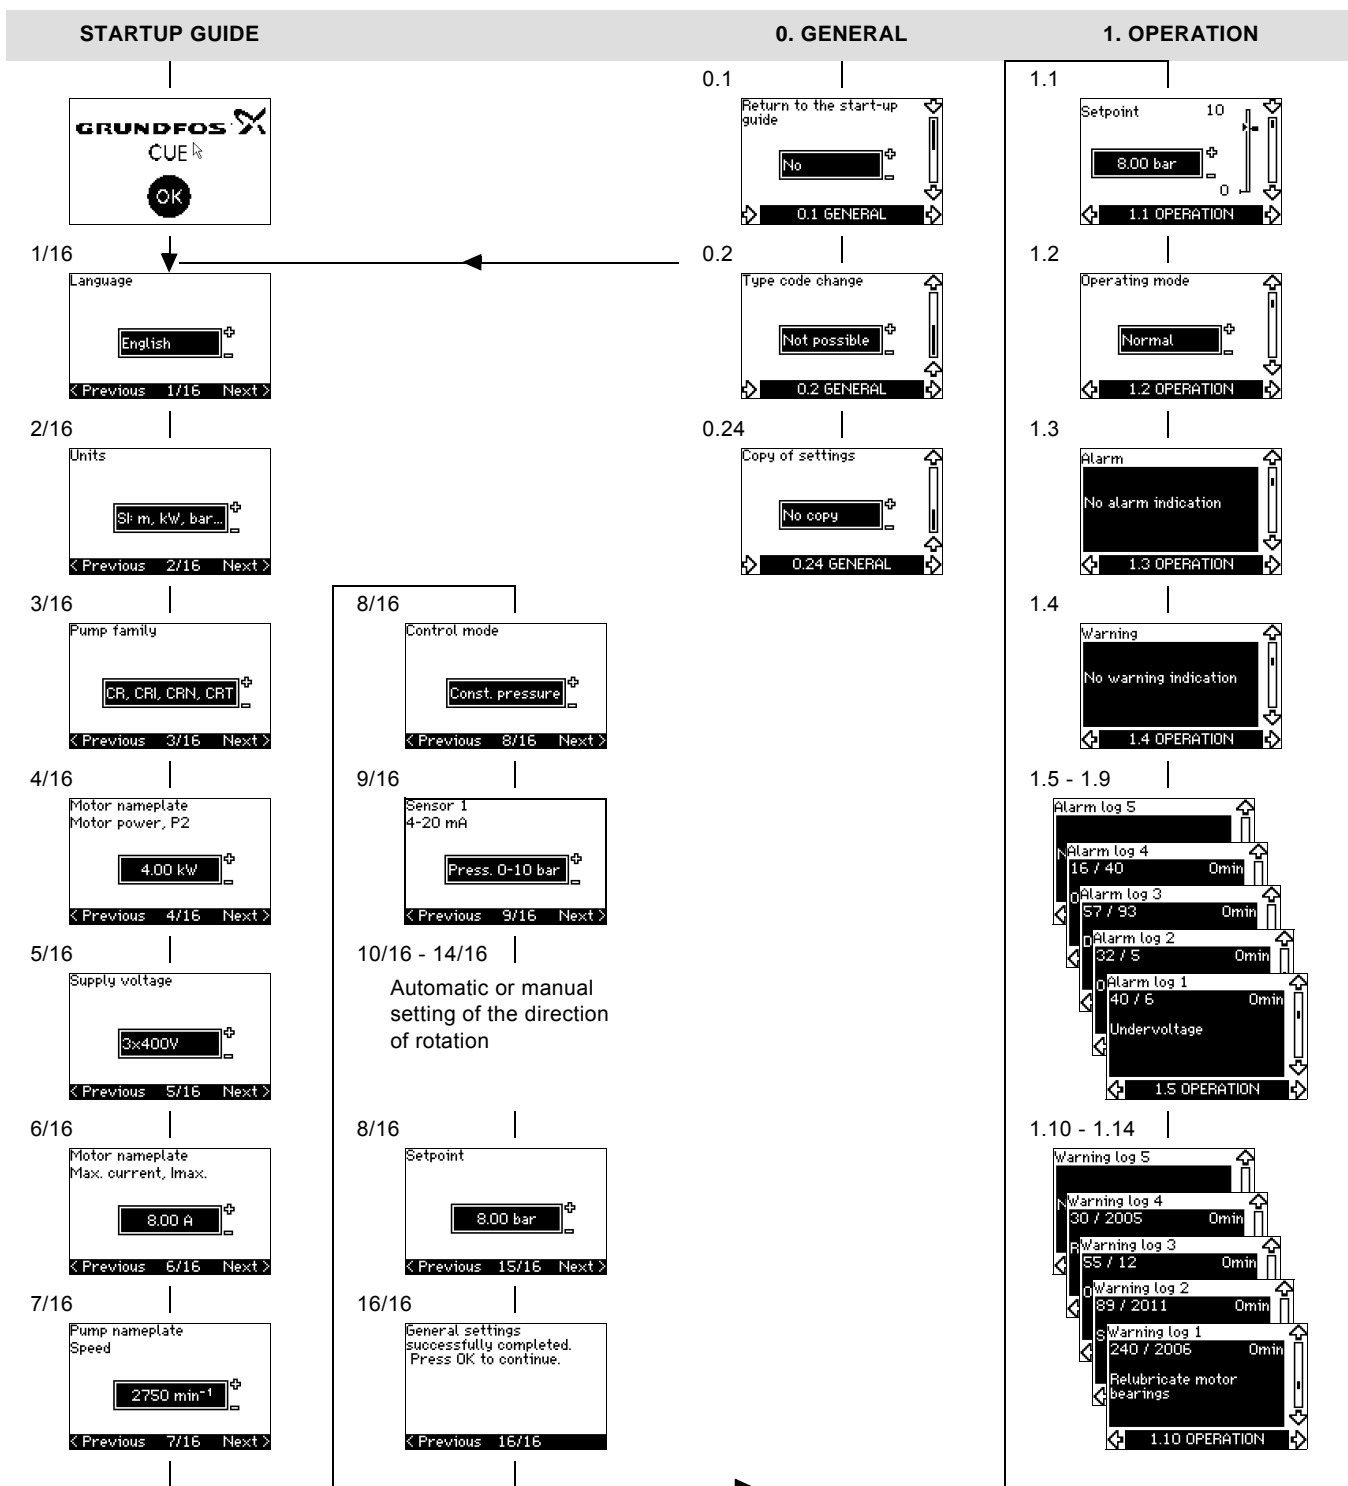 STARTUP GUIDE
0. GENERAL
1. OPERATION
GRUNDFOS
CUE
OK
1/16
Language
English
< Previous 1/16 Next >
2/16
Units
SI: m, kW, bar...
< Previous 2/16 Next >
3/16
Pump family
CR, CRI, CRN, CRT
< Previous 3/16 Next >
4/16
Motor nameplate
Motor power, P2
4.00 kW
< Previous 4/16 Next >
5/16
Supply voltage
3x400V
< Previous 5/16 Next >
6/16
Motor nameplate
Max. current, Imax.
8.00 A
< Previous 6/16 Next >
7/16
Pump nameplate
Speed
2750 min⁻¹
< Previous 7/16 Next >
8/16
Control mode
Const. pressure
< Previous 8/16 Next >
9/16
Sensor 1
4-20 mA
Press. 0-10 bar
< Previous 9/16 Next >
10/16 - 14/16
Automatic or manual
setting of the direction
of rotation
8/16
Setpoint
8.00 bar
< Previous 15/16 Next >
16/16
General settings
successfully completed.
Press OK to continue.
< Previous 16/16
0.1
Return to the start-up
guide
No
0.1 GENERAL
0.2
Type code change
Not possible
0.2 GENERAL
0.24
Copy of settings
No copy
0.24 GENERAL
1.1
Setpoint
10
8.00 bar
0
1.1 OPERATION
1.2
Operating mode
Normal
1.2 OPERATION
1.3
Alarm
No alarm indication
1.3 OPERATION
1.4
Warning
No warning indication
1.4 OPERATION
1.5 - 1.9
Alarm log 5
Alarm log 4
16 / 40 0min
Alarm log 3
57 / 93 0min
Alarm log 2
32 / 5 0min
Alarm log 1
40 / 6 0min
Undervoltage
1.5 OPERATION
1.10 - 1.14
Warning log 5
Warning log 4
30 / 2005 0min
Warning log 3
55 / 12 0min
Warning log 2
89 / 2011 0min
Warning log 1
240 / 2006 0min
Relubricate motor
bearings
1.10 OPERATION